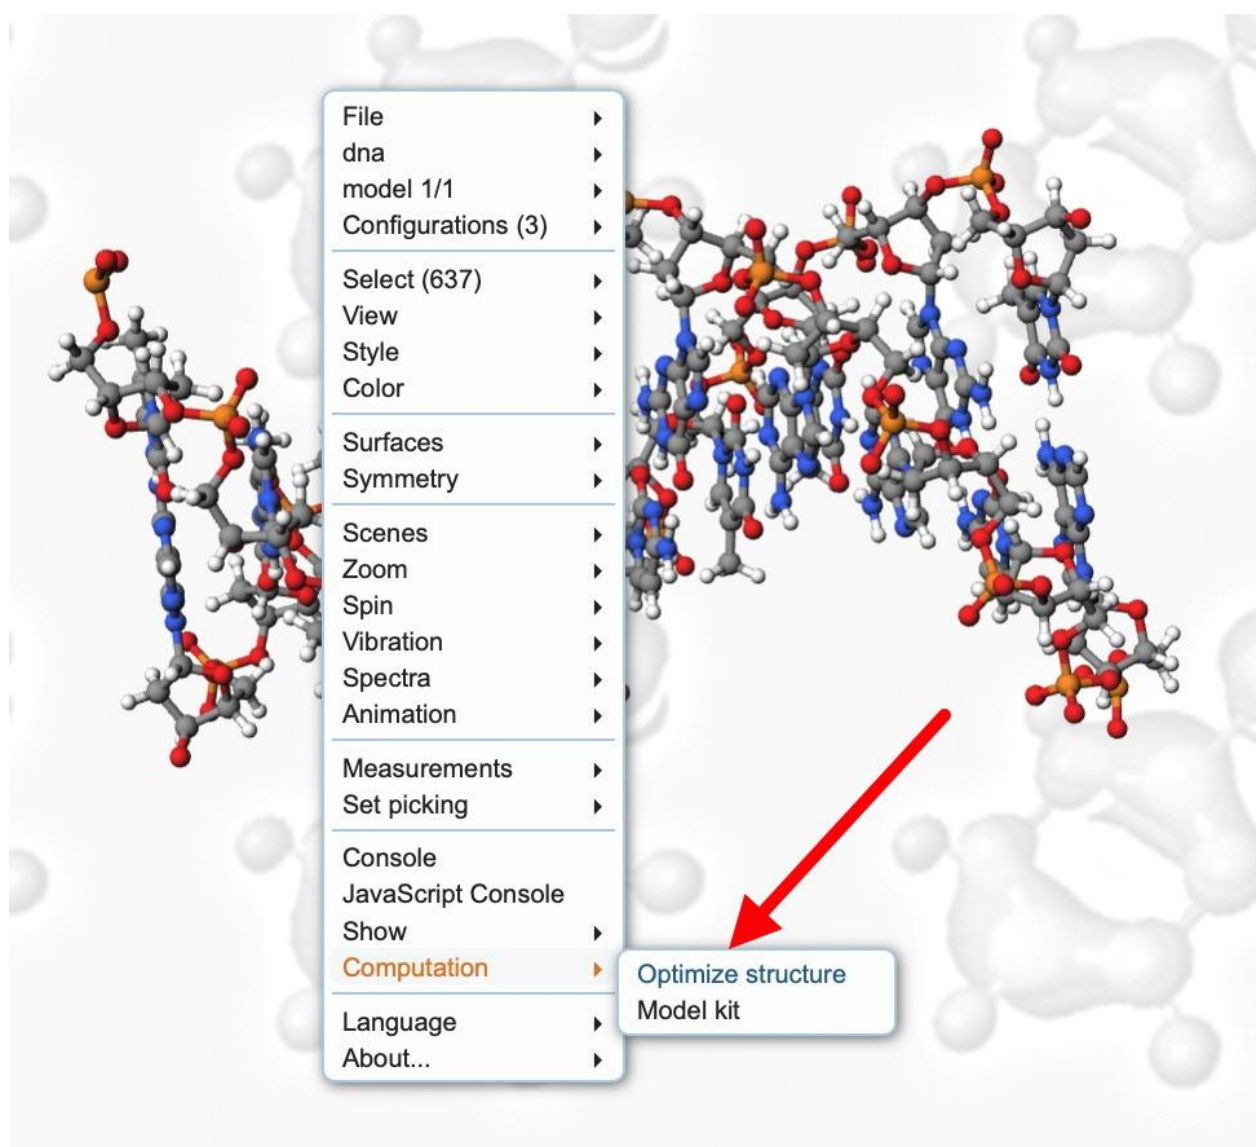 File
dna
model 1/1
Configurations (3)
Select (637)
View
Style
Color
Surfaces
Symmetry
Scenes
Zoom
Spin
Vibration
Spectra
Animation
Measurements
Set picking
Console
JavaScript Console
Show
Computation
Optimize structure
Model kit
Language
About...